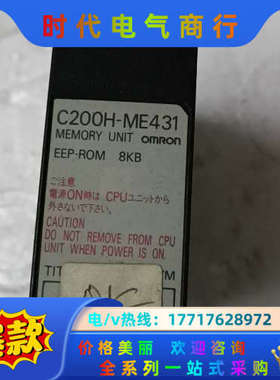 时代电气商行
C200H-ME431
MEMORY UNIT OMRON
EEP-ROM 8KB
ご注意
電源ON時は CPUユニットから
外さないで下さい。
CAUTION
DO NOT REMOVE FROM CPU
UNIT WHEN POWER IS ON.
TIT
电/v热线：17717628972
价格美丽 欢迎咨询
全系列一站式采购